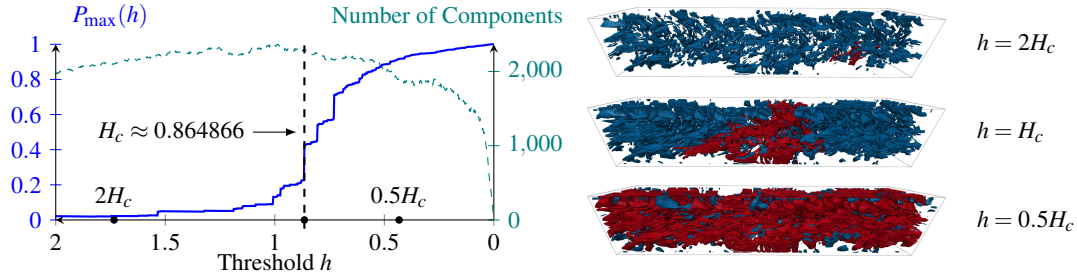 P_max(h)
Number of Components
1
0.8
0.6
0.4
0.2
0
2,000
1,000
0
H_c ≈ 0.864866
2H_c
0.5H_c
2
1.5
1
0.5
0
Threshold h
h = 2H_c
h = H_c
h = 0.5H_c